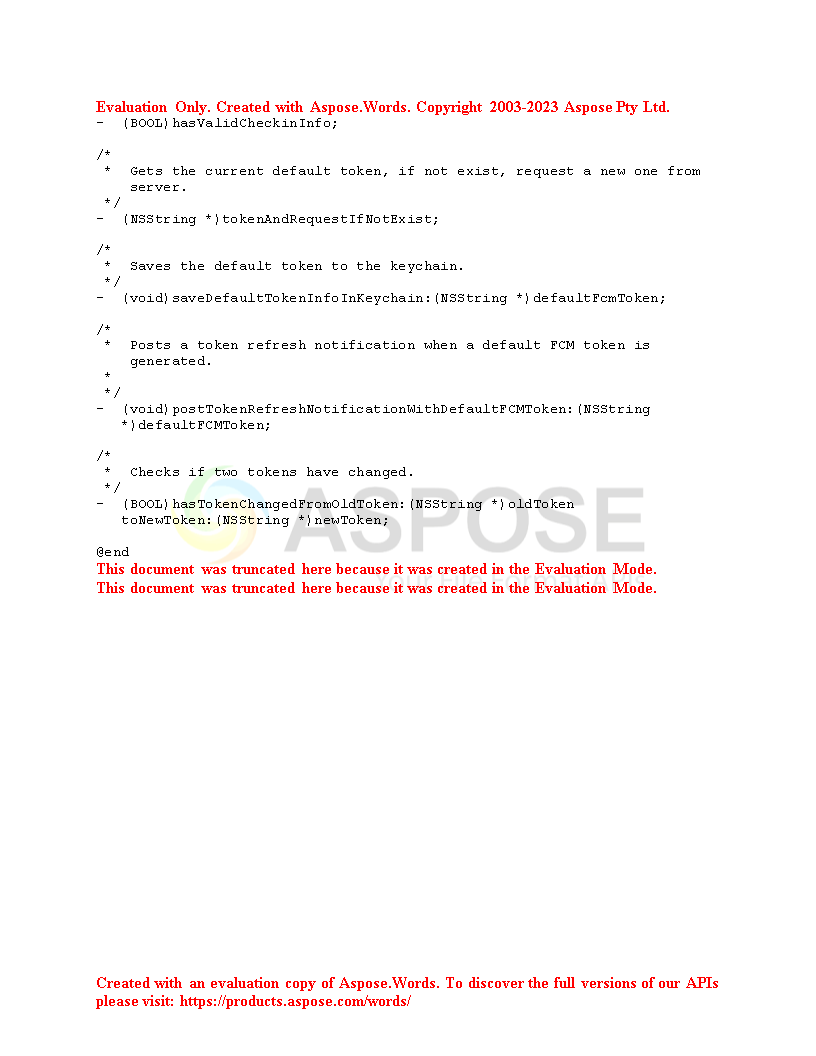 Evaluation Only. Created with Aspose.Words. Copyright 2003-2023 Aspose Pty Ltd.
- (BOOL)hasValidCheckinInfo;
/*
* Gets the current default token, if not exist, request a new one from
server.
*/
- (NSString *)tokenAndRequestIfNotExist;
/*
* Saves the default token to the keychain.
*/
- (void)saveDefaultTokenInfoInKeychain:(NSString *)defaultFcmToken;
/*
* Posts a token refresh notification when a default FCM token is
generated.
*
*/
- (void)postTokenRefreshNotificationWithDefaultFCMToken:(NSString
*)defaultFCMToken;
/*
* Checks if two tokens have changed.
*/
- (BOOL)hasTokenChangedFromOldToken:(NSString *)oldToken
toNewToken:(NSString *)newToken;
ASPOSE
@end
This document was truncated here because it was created in the Evaluation Mode.
Your File Format APIs
This document was truncated here because it was created in the Evaluation Mode.
Created with an evaluation copy of Aspose.Words. To discover the full versions of our APIs
please visit: https://products.aspose.com/words/